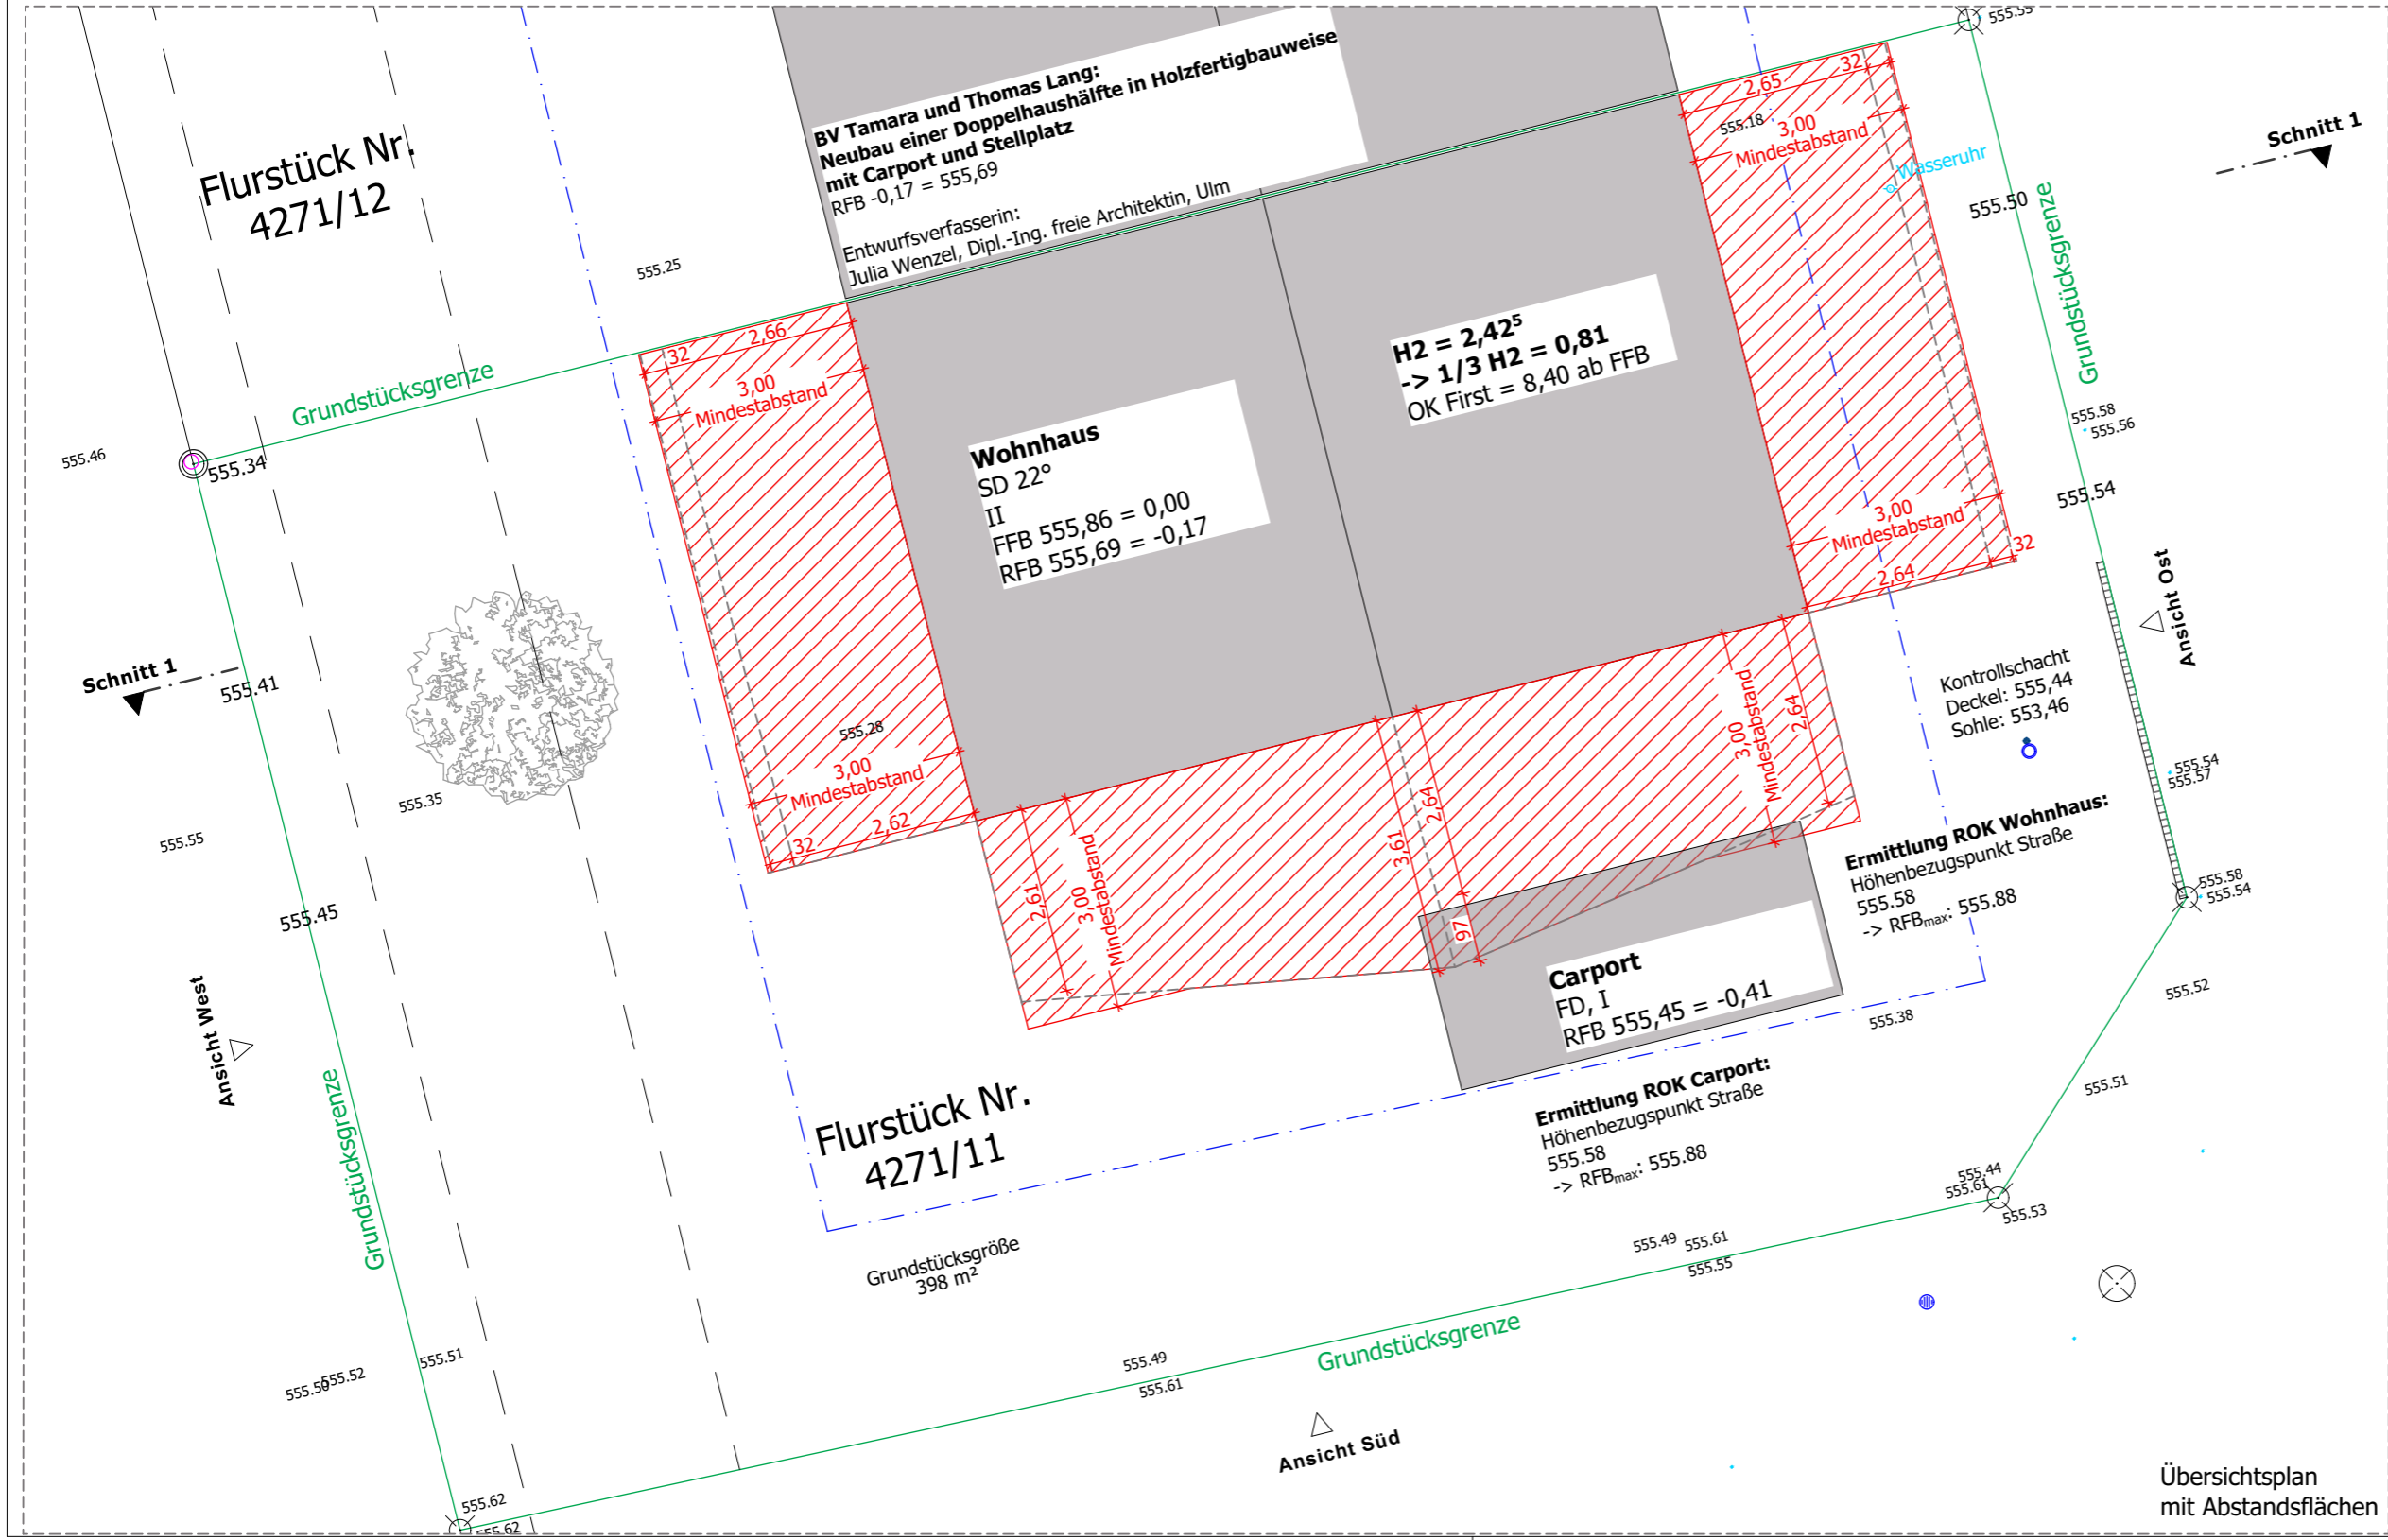 555.53
BV Tamara und Thomas Lang:
Neubau einer Doppelhaushälfte in Holzfertigbauweise
mit Carport und Stellplatz
RFB -0,17 = 555,69
Entwurfsverfasserin:
Julia Wenzel, Dipl.-Ing. freie Architektin, Ulm
Flurstück Nr.
4271/12
2,65
32
555.18
3,00
Mindestabstand
Wasseruhr
555.50
Schnitt 1
Grundstücksgrenze
555.25
2,66
32
3,00
Mindestabstand
Grundstücksgrenze
555.46
555.34
H2 = 2,42⁵
-> 1/3 H2 = 0,81
OK First = 8,40 ab FFB
Wohnhaus
SD 22°
II
FFB 555,86 = 0,00
RFB 555,69 = -0,17
555.58
555.56
555.54
3,00
Mindestabstand
32
2,64
Ansicht Ost
Schnitt 1
555.41
555.28
3,00
Mindestabstand
32
2,62
555.35
555.55
Kontrollschacht
Deckel: 555,44
Sohle: 553,46
555.54
555.57
3,00
Mindestabstand
2,64
2,64
3,61
97
2,61
3,00
Mindestabstand
Ermittlung ROK Wohnhaus:
Höhenbezugspunkt Straße
555.58
-> RFBmax: 555.88
555.58
555.54
555.45
Ansicht West
Carport
FD, I
RFB 555,45 = -0,41
555.52
555.38
Grundstücksgrenze
Flurstück Nr.
4271/11
Ermittlung ROK Carport:
Höhenbezugspunkt Straße
555.58
-> RFBmax: 555.88
555.51
555.44
555.61
555.53
Grundstücksgröße
398 m²
555.49
555.61
555.55
Grundstücksgrenze
555.49
555.61
555.51
555.50
555.52
Ansicht Süd
555.62
555.62
Übersichtsplan
mit Abstandsflächen